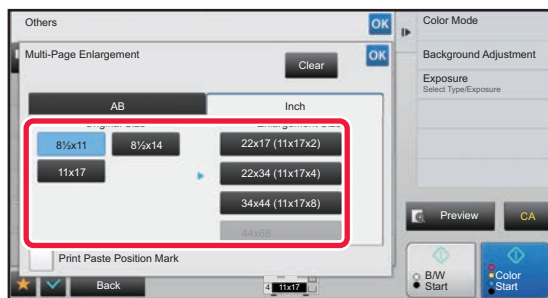 Others
OK
Color Mode
Multi-Page Enlargement
Clear
OK
Background Adjustment
Exposure
Select Type/Exposure
AB
Inch
Original Size
Enlargement Size
8½x11
8½x14
22x17 (11x17x2)
11x17
22x34 (11x17x4)
34x44 (11x17x8)
44x68
Preview
CA
Print Paste Position Mark
Back
4 11x17
B/W
Start
Color
Start